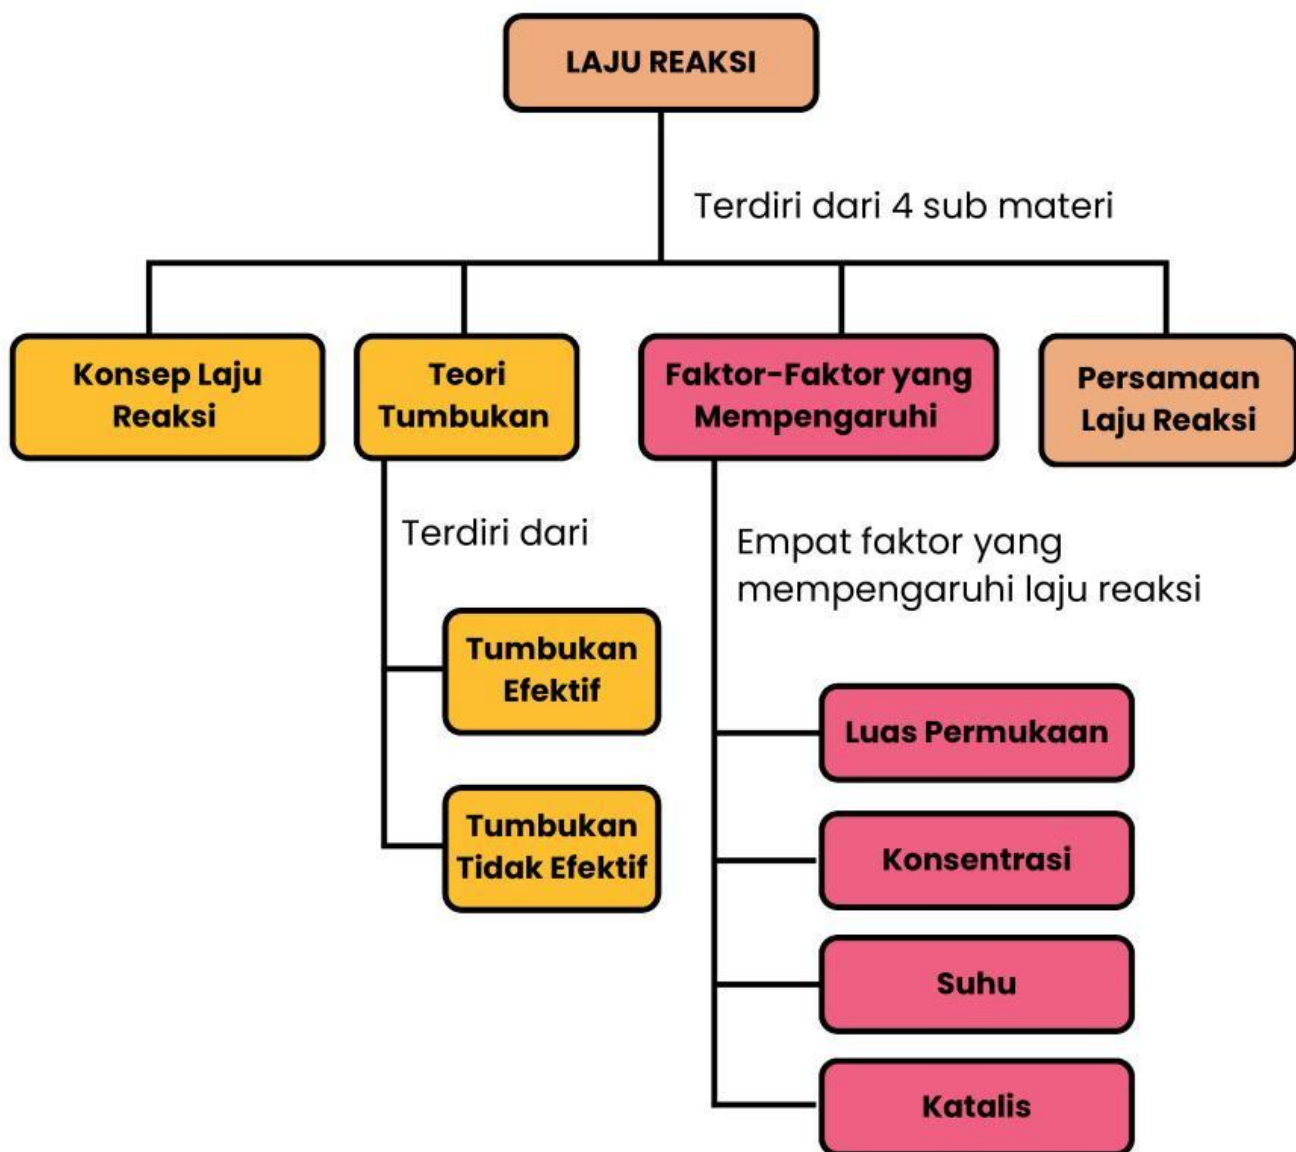 LAJU REAKSI
Terdiri dari 4 sub materi
Konsep Laju
Reaksi
Teori
Tumbukan
Faktor-Faktor yang
Mempengaruhi
Persamaan
Laju Reaksi
Terdiri dari
Tumbukan
Efektif
Tumbukan
Tidak Efektif
Empat faktor yang
mempengaruhi laju reaksi
Luas Permukaan
Konsentrasi
Suhu
Katalis